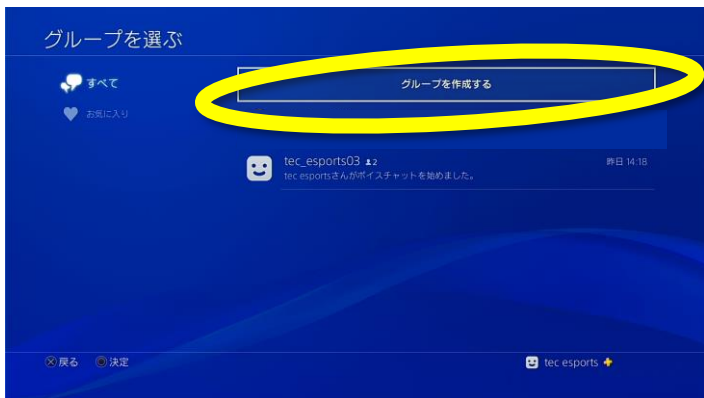 グループを選ぶ
すべて
お気に入り
グループを作成する
tec_esports03 2
昨日 14:18
tec esportsさんがボイスチャットを始めました。
戻る 決定
tec esports